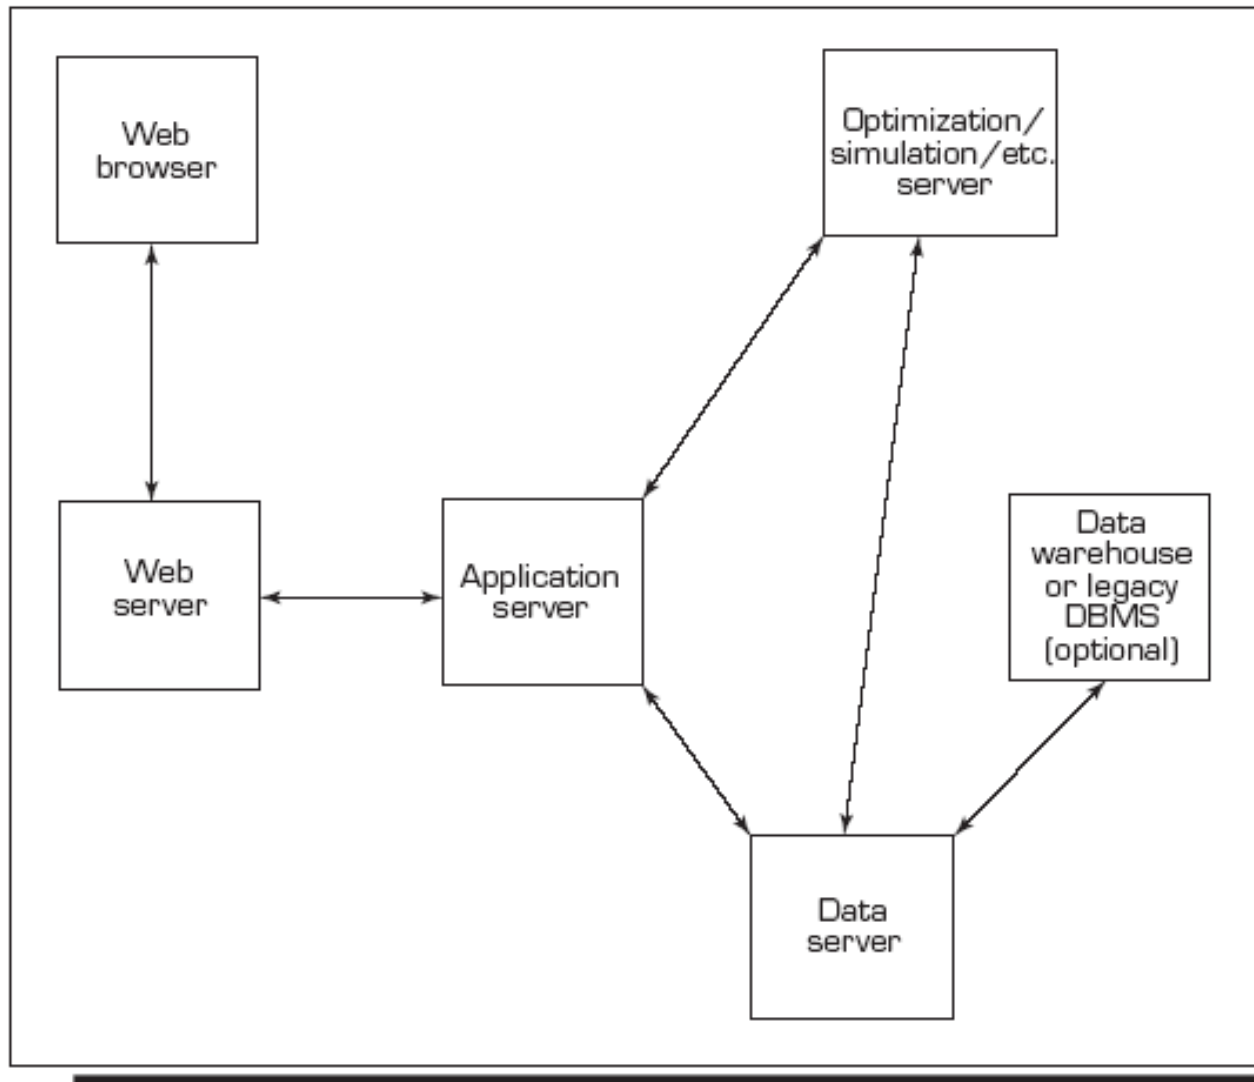 Web
browser
Optimization/
simulation/etc.
server
Web
server
Application
server
Data
warehouse
or legacy
DBMS
(optional)
Data
server